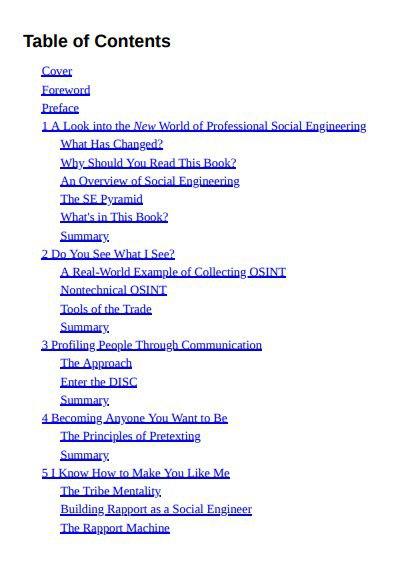 Table of Contents
Cover
Foreword
Preface
1 A Look into the New World of Professional Social Engineering
What Has Changed?
Why Should You Read This Book?
An Overview of Social Engineering
The SE Pyramid
What's in This Book?
Summary
2 Do You See What I See?
A Real-World Example of Collecting OSINT
Nontechnical OSINT
Tools of the Trade
Summary
3 Profiling People Through Communication
The Approach
Enter the DISC
Summary
4 Becoming Anyone You Want to Be
The Principles of Pretexting
Summary
5 I Know How to Make You Like Me
The Tribe Mentality
Building Rapport as a Social Engineer
The Rapport Machine